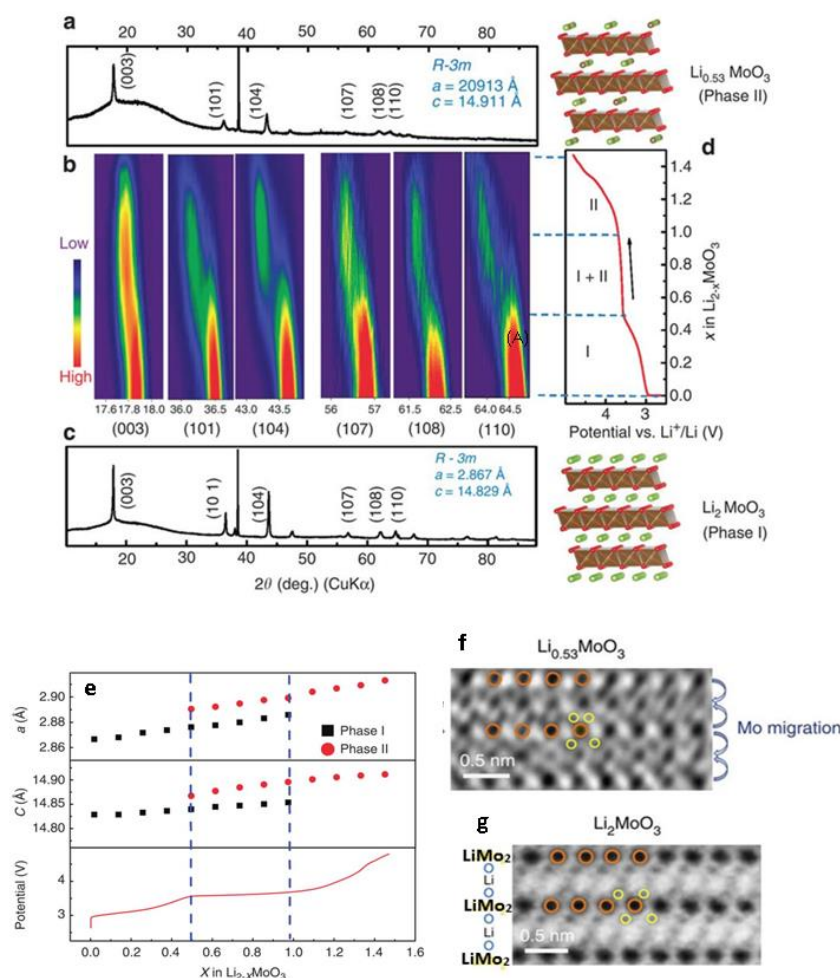 a
20 30 40 50 60 70 80
(003)
(101)
(104)
(107)
(108)
(110)
R-3m
a = 20913 Å
c = 14.911 Å
Li0.53 MoO3
(Phase II)
b
Low
High
17.6 17.8 18.0
36.0 36.5
43.0 43.5
56 57
61.5 62.5
64.0 64.5
(A)
(003) (101) (104) (107) (108) (110)
d
II
I + II
I
1.4
1.2
1.0
0.8
0.6
0.4
0.2
0.0
x in Li2-xMoO3
4 3
Potential vs. Li+/Li (V)
c
(003)
(10 1)
(104)
(107)
(108)
(110)
R - 3m
a = 2.867 Å
c = 14.829 Å
20 30 40 50 60 70 80
2θ (deg.) (CuKα)
Li2 MoO3
(Phase I)
e
a (Å)
2.90
2.88
2.86
Phase I
Phase II
C (Å)
14.90
14.85
14.80
Potential (V)
4
3
0.0 0.2 0.4 0.6 0.8 1.0 1.2 1.4 1.6
X in Li2-xMoO3
f
Li0.53MoO3
0.5 nm
Mo migration
g
Li2MoO3
LiMo2
Li
LiMo2
Li
LiMo2
0.5 nm